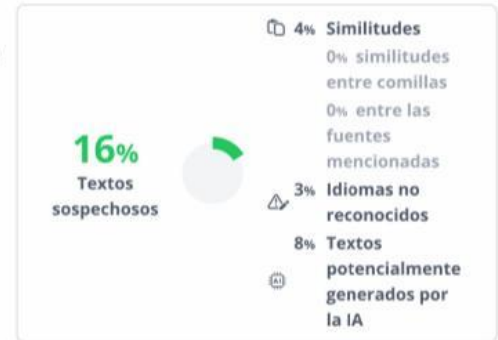 16%
Textos
sospechosos
4% Similitudes
0% similitudes
entre comillas
0% entre las
fuentes
mencionadas
3% Idiomas no
reconocidos
8% Textos
potencialmente
generados por
la IA